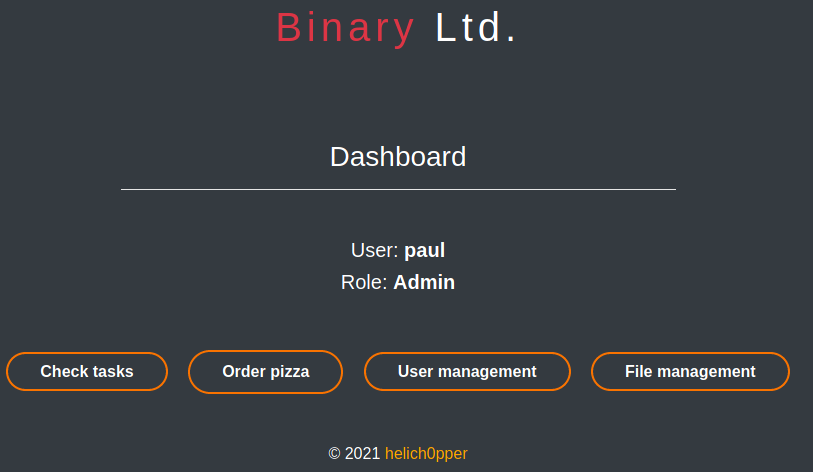 Binary Ltd.
Dashboard
User: paul
Role: Admin
Check tasks Order pizza User management File management
© 2021 helich0pper